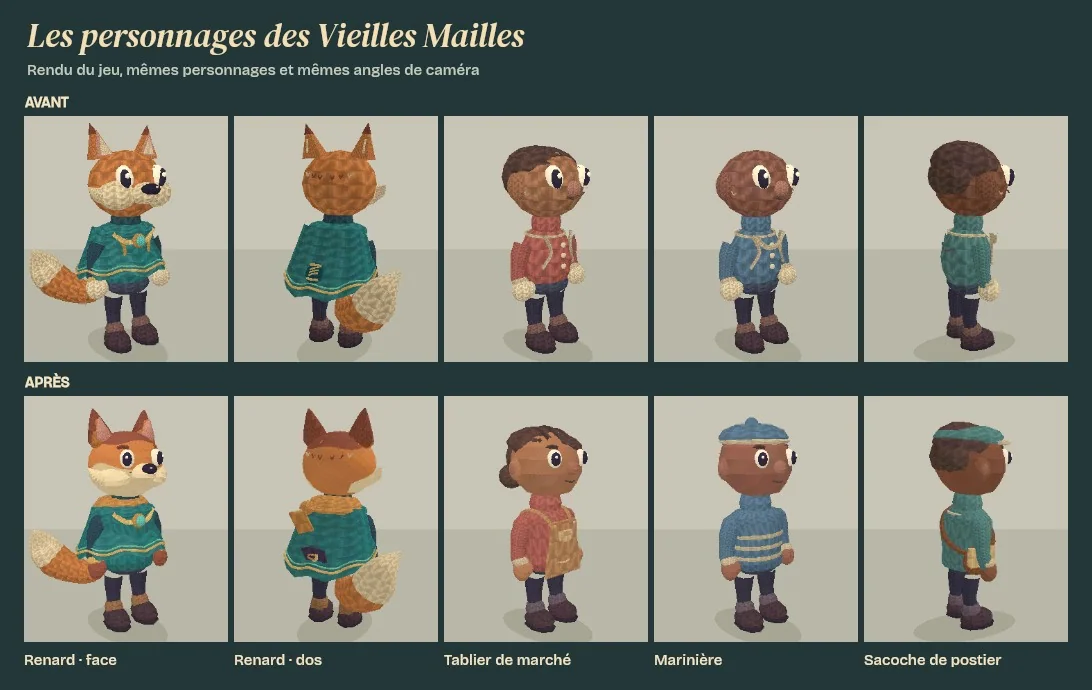 Les personnages des Vieilles Mailles
Rendu du jeu, mêmes personnages et mêmes angles de caméra
AVANT
APRÈS
Renard · face
Renard · dos
Tablier de marché
Marinière
Sacoche de postier